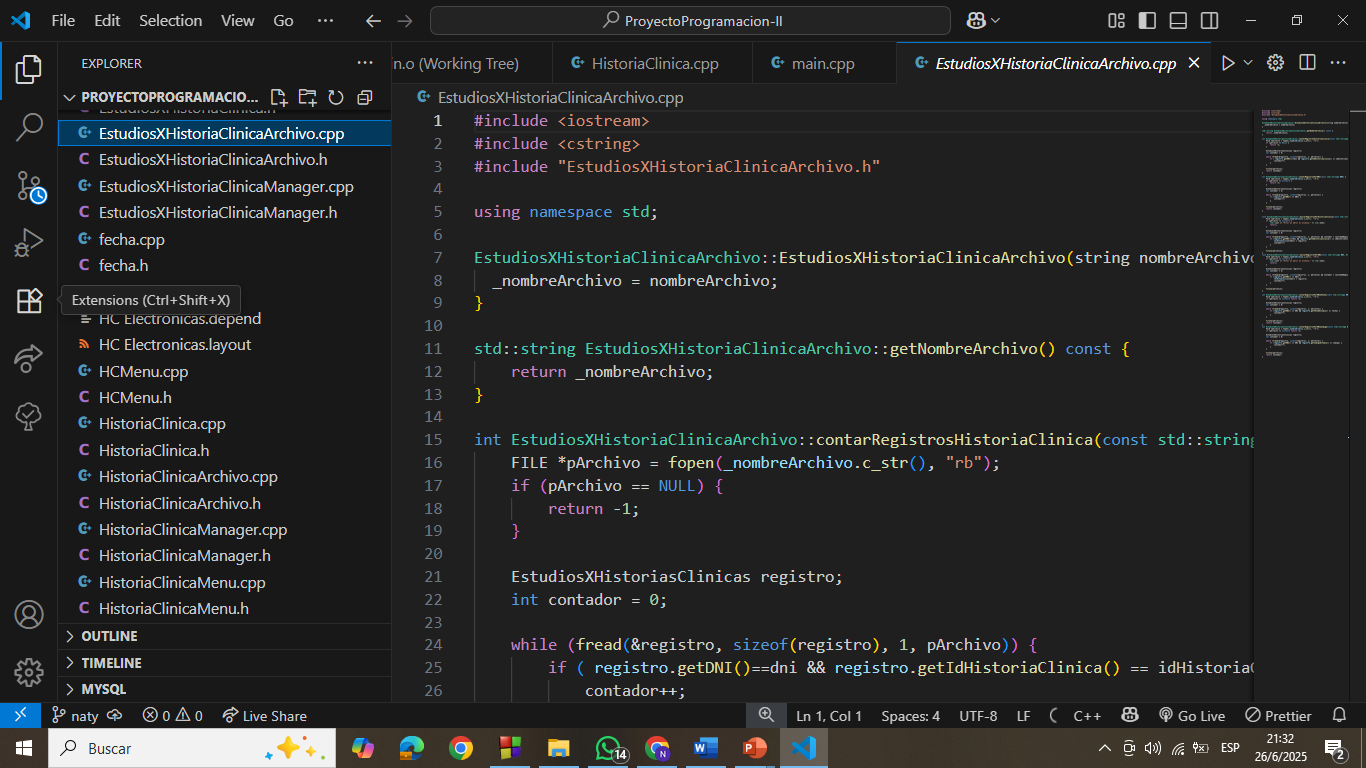 File Edit Selection View Go ··· ProyectoProgramacion-II
EXPLORER ···
PROYECTOPROGRAMACIO...
EstudiosXHistoriaClinica.h
EstudiosXHistoriaClinicaArchivo.cpp
EstudiosXHistoriaClinicaArchivo.h
EstudiosXHistoriaClinicaManager.cpp
EstudiosXHistoriaClinicaManager.h
fecha.cpp
fecha.h
Extensions (Ctrl+Shift+X)
HC Electronicas.depend
HC Electronicas.layout
HCMenu.cpp
HCMenu.h
HistoriaClinica.cpp
HistoriaClinica.h
HistoriaClinicaArchivo.cpp
HistoriaClinicaArchivo.h
HistoriaClinicaManager.cpp
HistoriaClinicaManager.h
HistoriaClinicaMenu.cpp
HistoriaClinicaMenu.h
OUTLINE
TIMELINE
MYSQL
n.o (Working Tree) HistoriaClinica.cpp main.cpp EstudiosXHistoriaClinicaArchivo.cpp
EstudiosXHistoriaClinicaArchivo.cpp
1 #include <iostream>
2 #include <cstring>
3 #include "EstudiosXHistoriaClinicaArchivo.h"
4
5 using namespace std;
6
7 EstudiosXHistoriaClinicaArchivo::EstudiosXHistoriaClinicaArchivo(string nombreArchivo
8 _nombreArchivo = nombreArchivo;
9 }
10
11 std::string EstudiosXHistoriaClinicaArchivo::getNombreArchivo() const {
12 return _nombreArchivo;
13 }
14
15 int EstudiosXHistoriaClinicaArchivo::contarRegistrosHistoriaClinica(const std::string
16 FILE *pArchivo = fopen(_nombreArchivo.c_str(), "rb");
17 if (pArchivo == NULL) {
18 return -1;
19 }
20
21 EstudiosXHistoriasClinicas registro;
22 int contador = 0;
23
24 while (fread(&registro, sizeof(registro), 1, pArchivo)) {
25 if ( registro.getDNI()==dni && registro.getIdHistoriaClinica() == idHistoriaC
26 contador++;
naty 0 0 Live Share Ln 1, Col 1 Spaces: 4 UTF-8 LF C++ Go Live Prettier
Buscar 14 ESP 21:32
26/6/2025 2